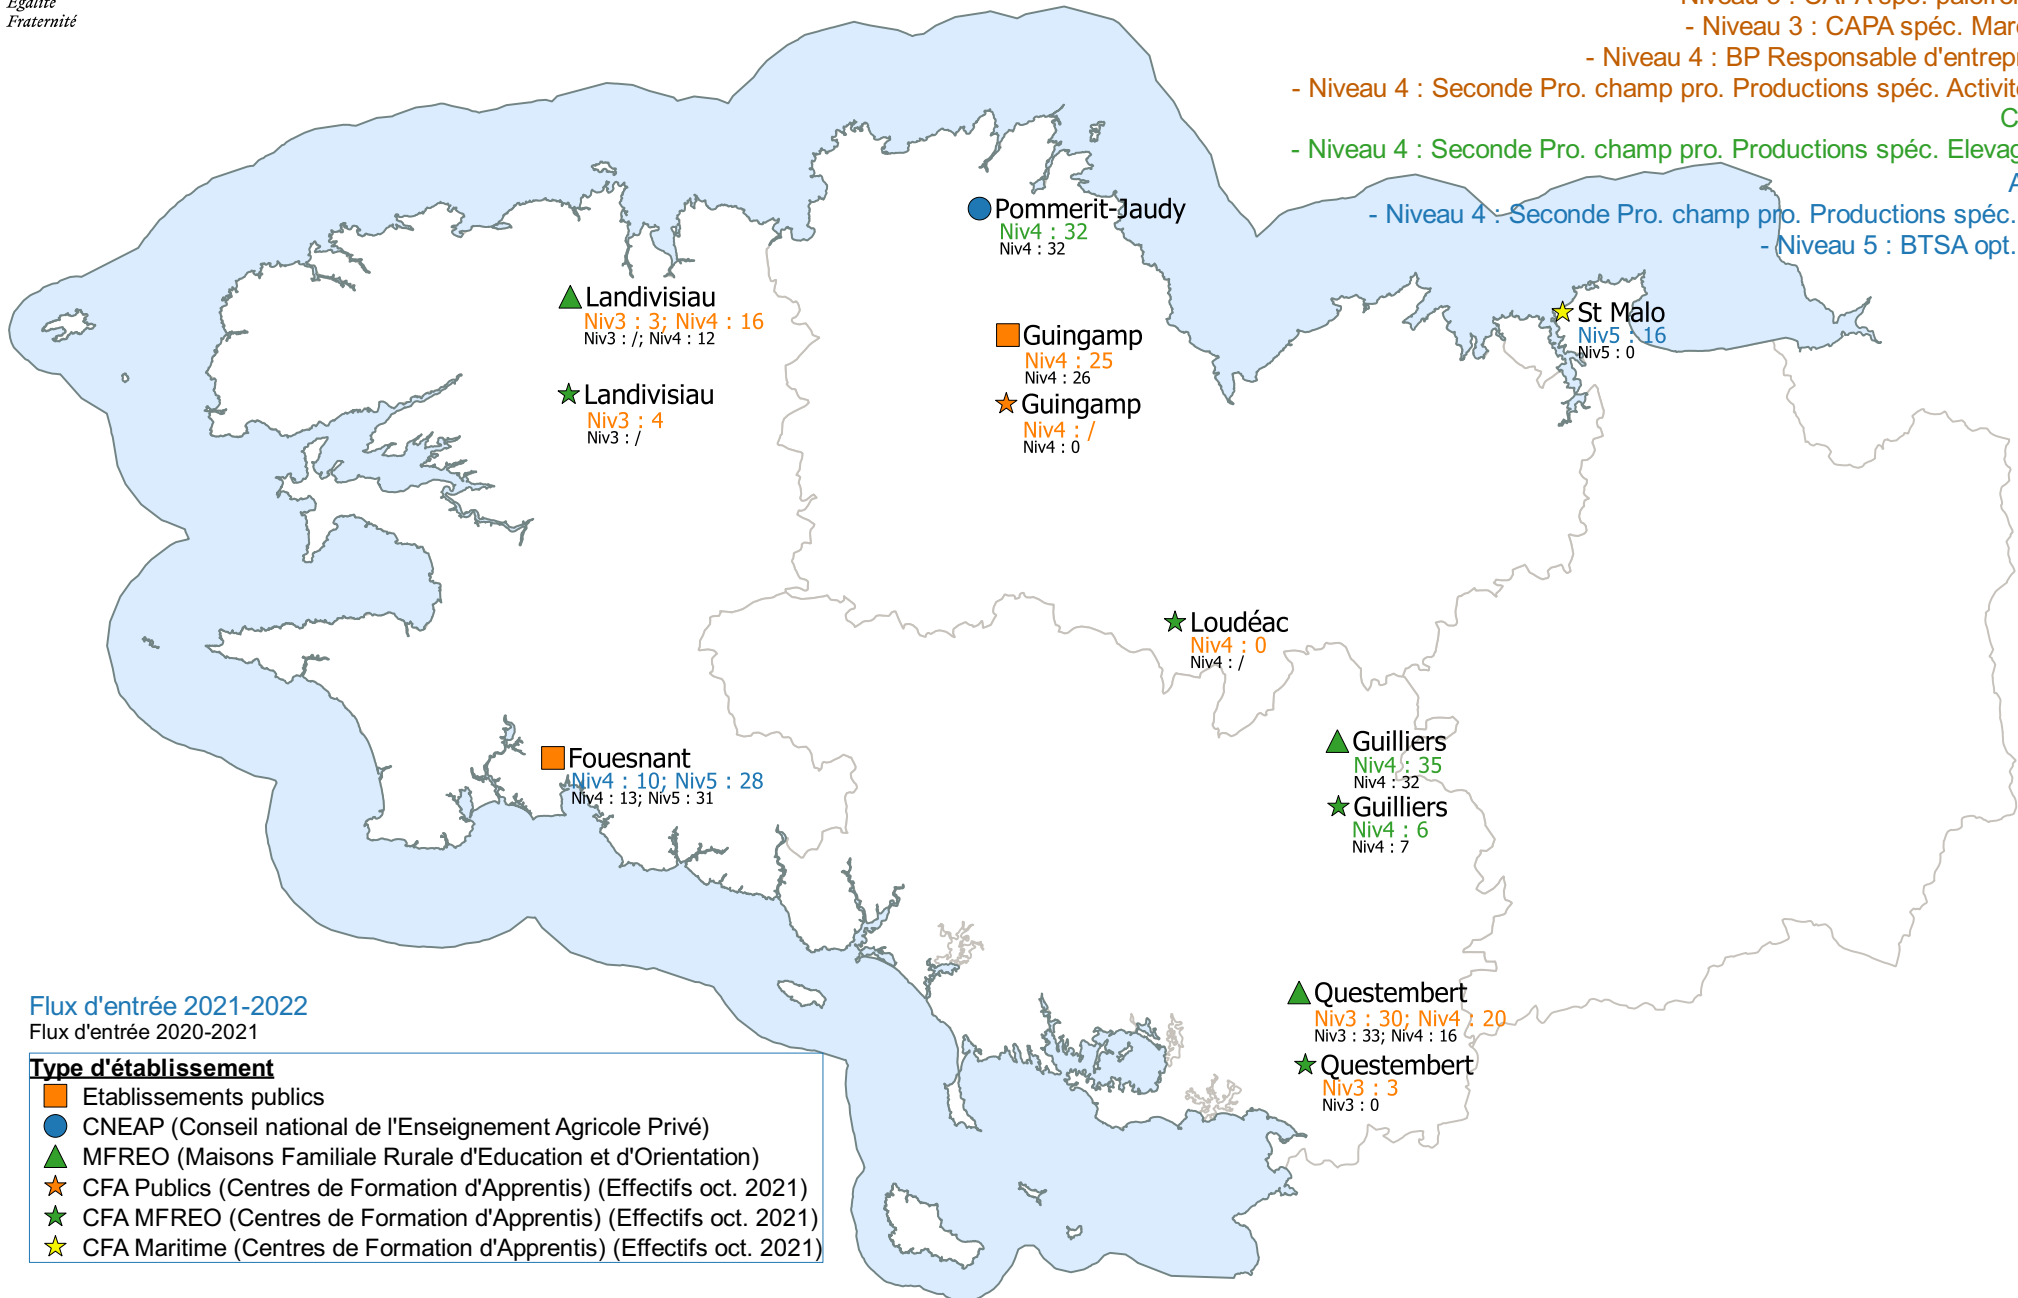 Egalité
Fraternité
- Niveau 3 : CAPA spéc. Maré
- Niveau 4 : BP Responsable d'entrepr
- Niveau 4 : Seconde Pro. champ pro. Productions spéc. Activité
C
- Niveau 4 : Seconde Pro. champ pro. Productions spéc. Elevag
A
- Niveau 4 : Seconde Pro. champ pro. Productions spéc.
- Niveau 5 : BTSA opt.
Pommerit-Jaudy
Niv4 : 32
Niv4 : 32
Landivisiau
Niv3 : 3; Niv4 : 16
Niv3 : /; Niv4 : 12
St Malo
Niv5 : 16
Niv5 : 0
Guingamp
Niv4 : 25
Niv4 : 26
Landivisiau
Niv3 : 4
Niv3 : /
Guingamp
Niv4 : /
Niv4 : 0
Loudéac
Niv4 : 0
Niv4 : /
Guilliers
Niv4 : 35
Niv4 : 32
Fouesnant
Niv4 : 10; Niv5 : 28
Niv4 : 13; Niv5 : 31
Guilliers
Niv4 : 6
Niv4 : 7
Questembert
Niv3 : 30; Niv4 : 20
Niv3 : 33; Niv4 : 16
Questembert
Niv3 : 3
Niv3 : 0
Flux d'entrée 2021-2022
Flux d'entrée 2020-2021
Type d'établissement
Etablissements publics
CNEAP (Conseil national de l'Enseignement Agricole Privé)
MFREO (Maisons Familiale Rurale d'Education et d'Orientation)
CFA Publics (Centres de Formation d'Apprentis) (Effectifs oct. 2021)
CFA MFREO (Centres de Formation d'Apprentis) (Effectifs oct. 2021)
CFA Maritime (Centres de Formation d'Apprentis) (Effectifs oct. 2021)